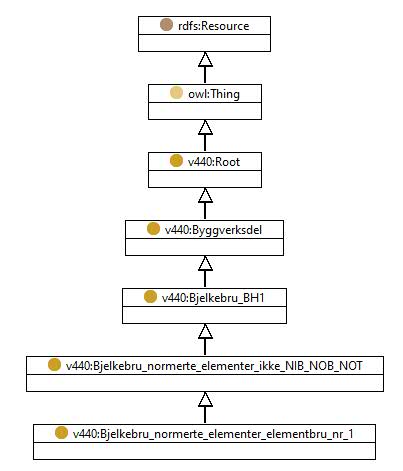 rdfs:Resource
owl:Thing
v440:Root
v440:Byggverksdel
v440:Bjelkebru_BH1
v440:Bjelkebru_normerte_elementer_ikke_NIB_NOB_NOT
v440:Bjelkebru_normerte_elementer_elementbru_nr_1